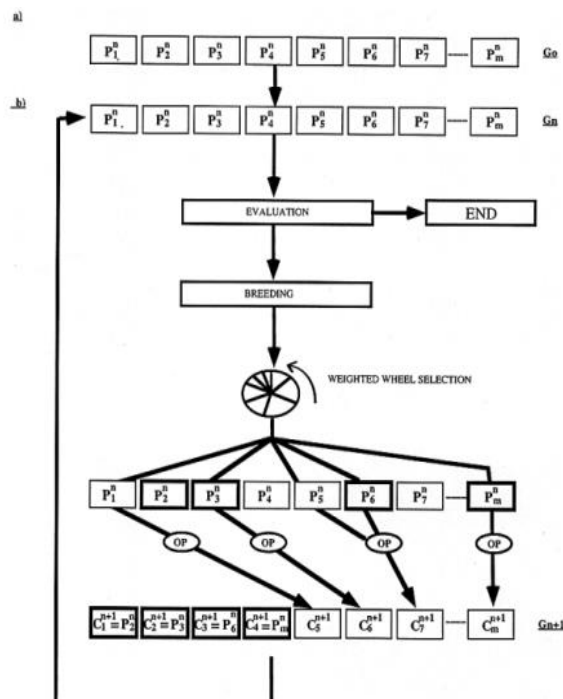 a)
P₁ⁿ P₂ⁿ P₃ⁿ P₄ⁿ P₅ⁿ P₆ⁿ P₇ⁿ Pₘⁿ Go
b)
P₁ⁿ P₂ⁿ P₃ⁿ P₄ⁿ P₅ⁿ P₆ⁿ P₇ⁿ Pₘⁿ Gn
EVALUATION END
BREEDING
WEIGHTED WHEEL SELECTION
P₁ⁿ P₂ⁿ P₃ⁿ P₄ⁿ P₅ⁿ P₆ⁿ P₇ⁿ Pₘⁿ
OP OP OP OP
C₁ⁿ⁺¹=P₂ⁿ C₂ⁿ⁺¹=P₃ⁿ C₃ⁿ⁺¹=P₆ⁿ C₄ⁿ⁺¹=Pₘⁿ C₅ⁿ⁺¹ C₆ⁿ⁺¹ C₇ⁿ⁺¹ Cₘⁿ⁺¹ Gn+1